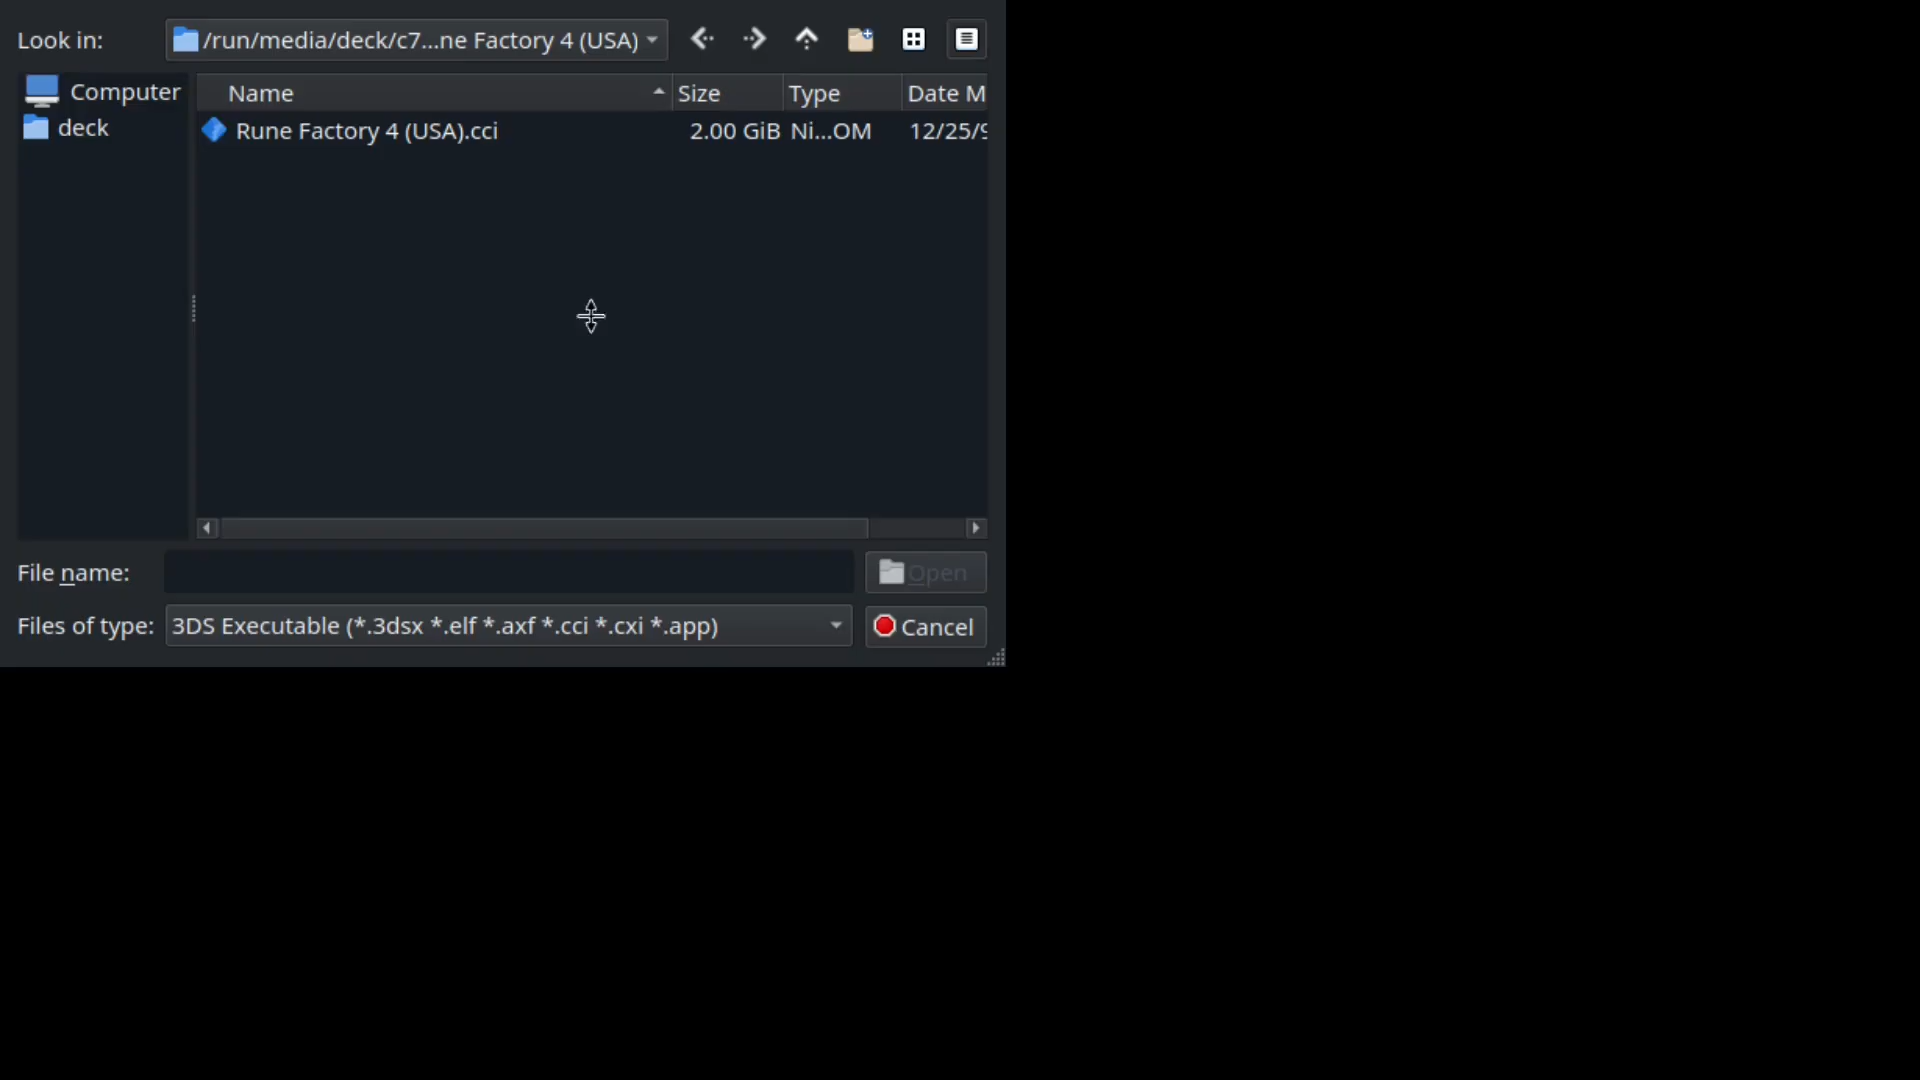 Look in: /run/media/deck/c7...ne Factory 4 (USA)
Computer
deck
Name Size Type Date M
Rune Factory 4 (USA).cci 2.00 GiB Ni...OM 12/25/9
File name: Open
Files of type: 3DS Executable (*.3dsx *.elf *.axf *.cci *.cxi *.app) Cancel